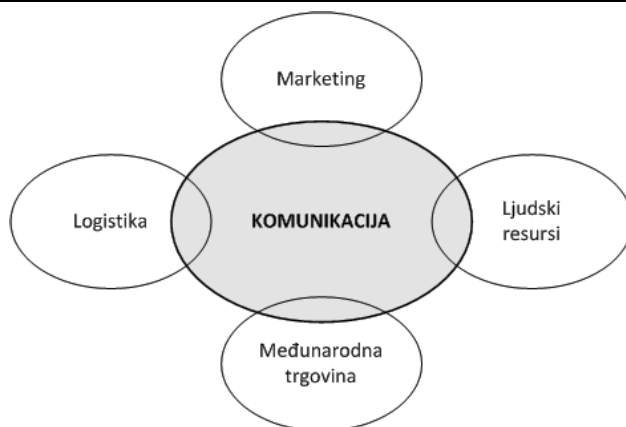 Marketing
Logistika
KOMUNIKACIJA
Ljudski
resursi
Međunarodna
trgovina